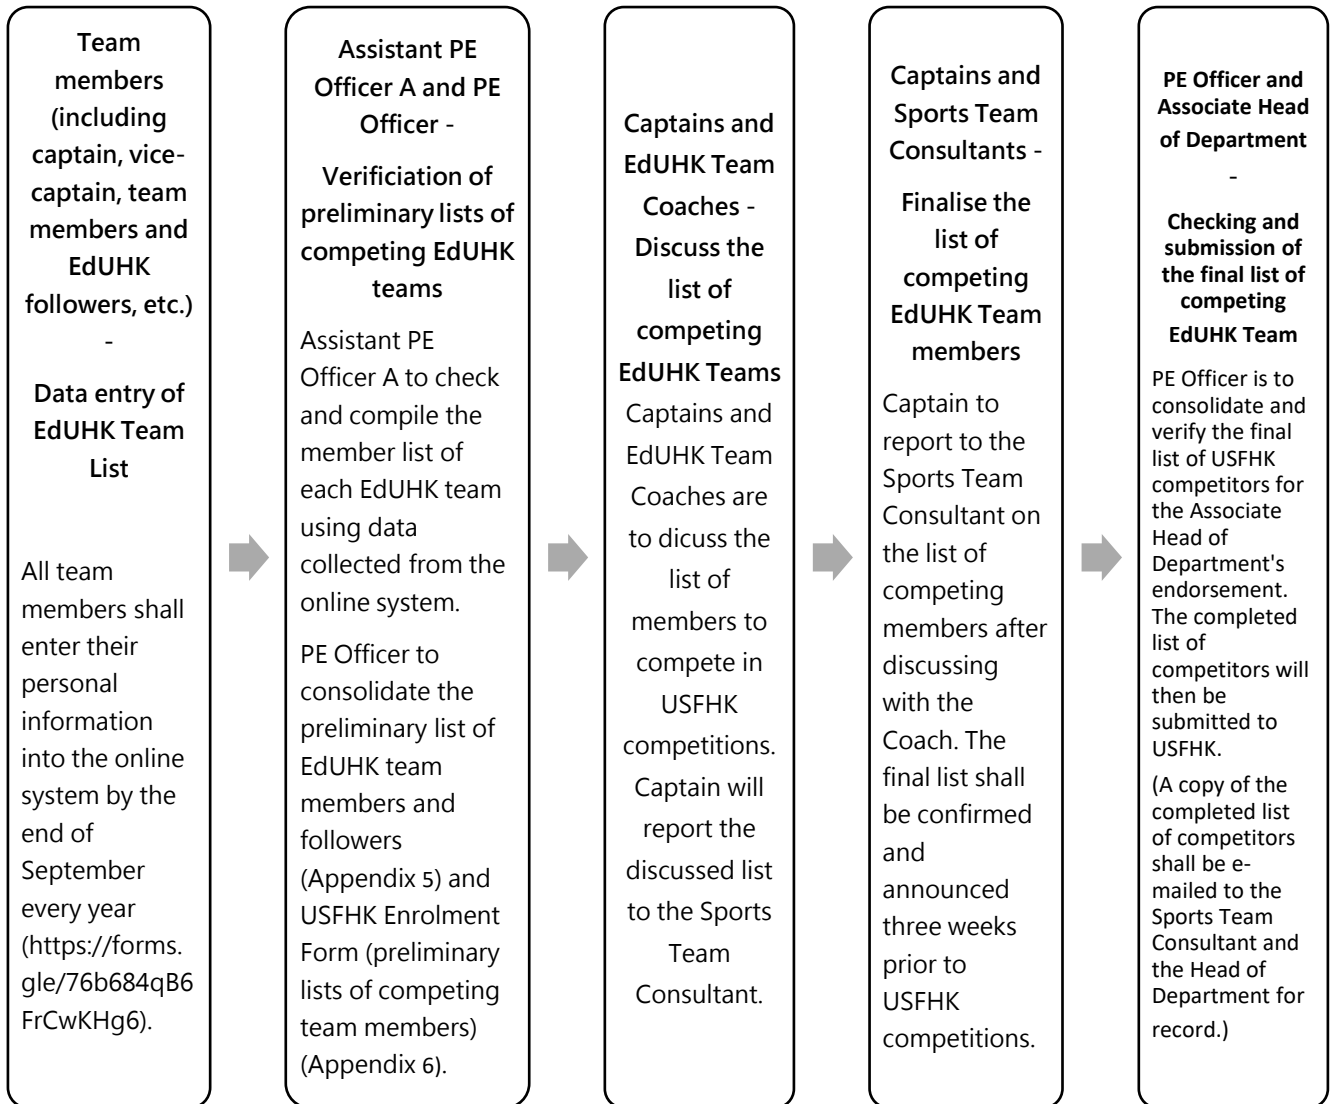 Team
members
(including
captain, vice-
captain, team
members and
EdUHK
followers, etc.)
-
Data entry of
EdUHK Team
List
All team
members shall
enter their
personal
information
into the online
system by the
end of
September
every year
(https://forms.
gle/76b684qB6
FrCwKHg6).
Assistant PE
Officer A and PE
Officer -
Verificiation of
preliminary lists of
competing EdUHK
teams
Assistant PE
Officer A to check
and compile the
member list of
each EdUHK team
using data
collected from the
online system.
PE Officer to
consolidate the
preliminary list of
EdUHK team
members and
followers
(Appendix 5) and
USFHK Enrolment
Form (preliminary
lists of competing
team members)
(Appendix 6).
Captains and
EdUHK Team
Coaches -
Discuss the
list of
competing
EdUHK Teams
Captains and
EdUHK Team
Coaches are
to dicuss the
list of
members to
compete in
USFHK
competitions.
Captain will
report the
discussed list
to the Sports
Team
Consultant.
Captains and
Sports Team
Consultants -
Finalise the
list of
competing
EdUHK Team
members
Captain to
report to the
Sports Team
Consultant on
the list of
competing
members after
discussing
with the
Coach. The
final list shall
be confirmed
and
announced
three weeks
prior to
USFHK
competitions.
PE Officer and
Associate Head
of Department
-
Checking and
submission of
the final list of
competing
EdUHK Team
PE Officer is to
consolidate and
verify the final
list of USFHK
competitors for
the Associate
Head of
Department's
endorsement.
The completed
list of
competitors will
then be
submitted to
USFHK.
(A copy of the
completed list
of competitors
shall be e-
mailed to the
Sports Team
Consultant and
the Head of
Department for
record.)